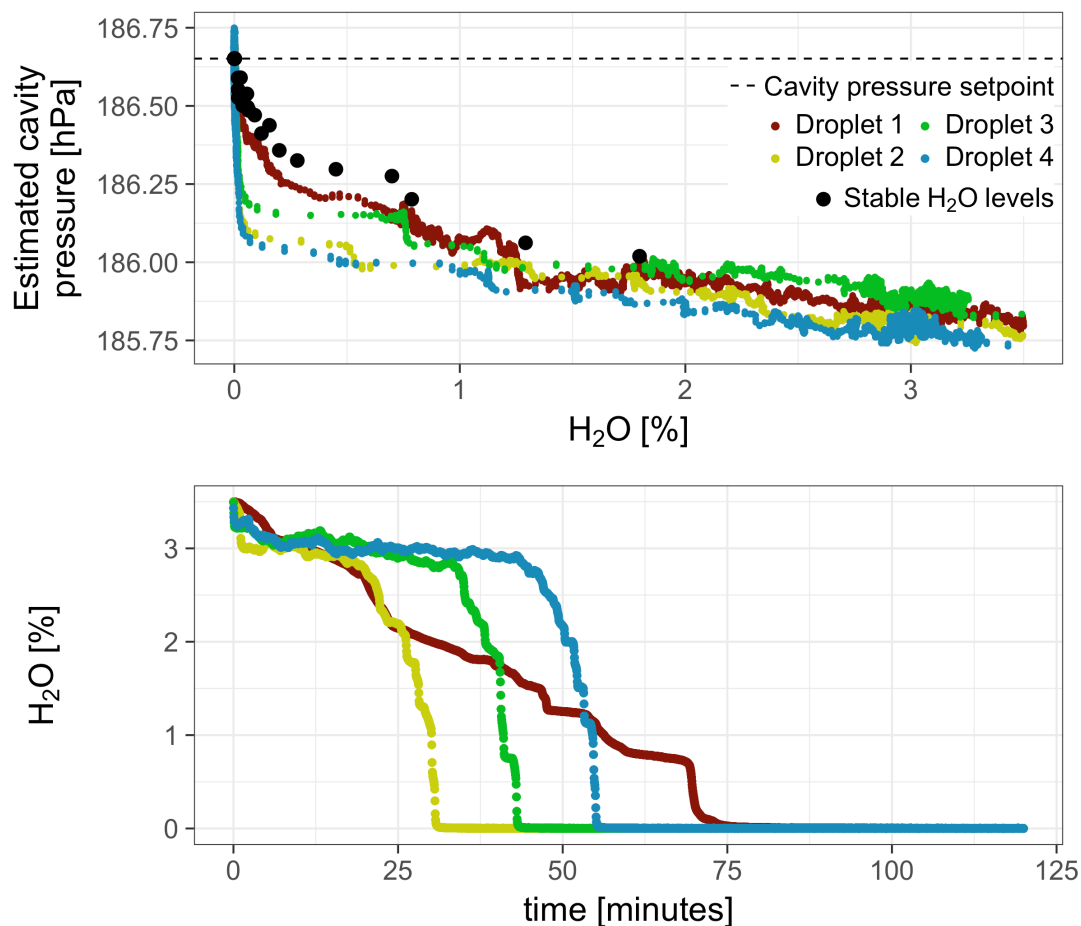 Estimated cavity
pressure [hPa]
186.75
186.50
186.25
186.00
185.75
Cavity pressure setpoint
Droplet 1 Droplet 3
Droplet 2 Droplet 4
Stable H₂O levels
0 1 2 3
H₂O [%]
H₂O [%]
3
2
1
0
0 25 50 75 100 125
time [minutes]